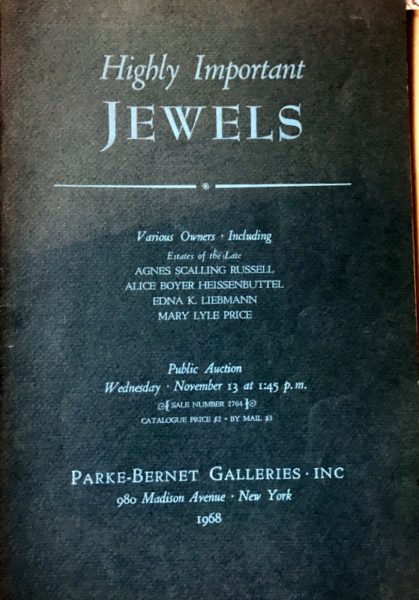 Highly Important
JEWELS
Various Owners · Including
Estates of the Late
AGNES SCALLING RUSSELL
ALICE BOYER HEISSENBUTTEL
EDNA K. LIEBMANN
MARY LYLE PRICE
Public Auction
Wednesday · November 13 at 1:45 p.m.
[SALE NUMBER 2764]
CATALOGUE PRICE $2 · BY MAIL $3
PARKE-BERNET GALLERIES · INC
980 Madison Avenue · New York
1968